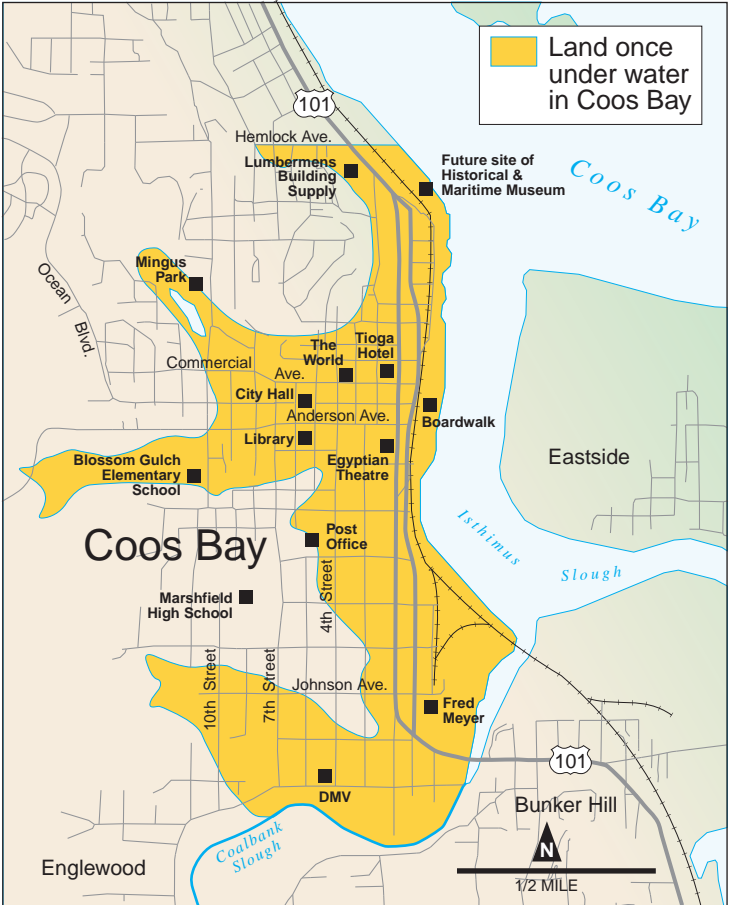 Land once
under water
in Coos Bay
101
Hemlock Ave.
Lumbermens
Building
Supply
Future site of
Historical &
Maritime Museum
Coos Bay
Mingus
Park
Ocean
Blvd.
The
World
Tioga
Hotel
Commercial
Ave.
City Hall
Anderson Ave.
Boardwalk
Library
Egyptian
Theatre
Eastside
Blossom Gulch
Elementary
School
Isthimus
Slough
Coos Bay
Post
Office
4th Street
Marshfield
High School
10th Street
7th Street
Johnson Ave.
Fred
Meyer
101
DMV
Bunker Hill
Coalbank
Slough
Englewood
N
1/2 MILE